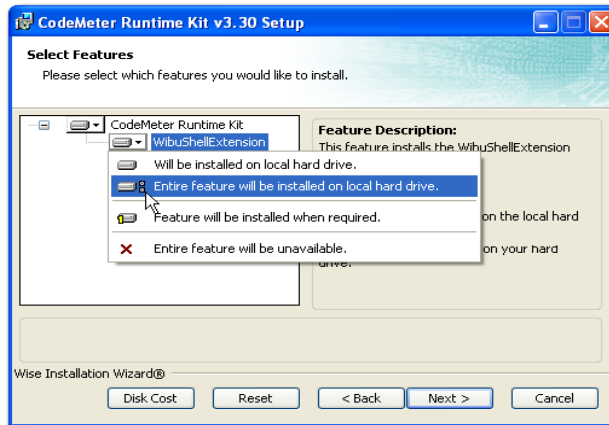 CodeMeter Runtime Kit v3.30 Setup
Select Features
Please select which features you would like to install.
CodeMeter Runtime Kit
WibuShellExtension
Feature Description:
This feature installs the WibuShellExtension
Will be installed on local hard drive.
Entire feature will be installed on local hard drive.
Feature will be installed when required.
on the local hard
Entire feature will be unavailable.
on your hard
drive.
Wise Installation Wizard®
Disk Cost
Reset
< Back
Next >
Cancel